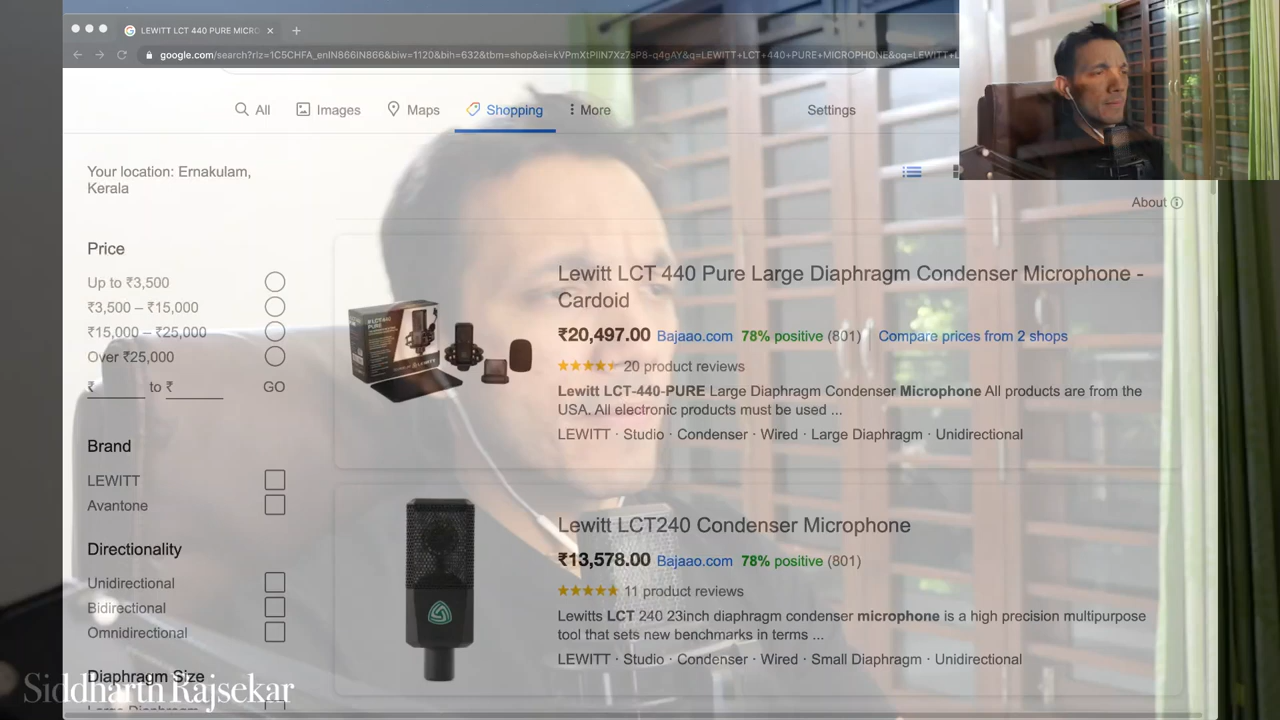 LEWITT LCT 440 PURE MICRO
google.com/search?rlz=1C5CHFA_enIN866IN866&biw=1120&bih=632&tbm=shop&ei=kVPmXtPIIN7Xz7sP8-q4gAY&q=LEWITT+LCT+440+PURE+MICROPHONE&oq=LEWITT+L
All Images Maps Shopping More Settings
Your location: Ernakulam,
Kerala
About
Price
Up to ₹3,500
₹3,500 – ₹15,000
₹15,000 – ₹25,000
Over ₹25,000
₹ to ₹ GO
Brand
LEWITT
Avantone
Directionality
Unidirectional
Bidirectional
Omnidirectional
Diaphragm Size
Large Diaphragm
Lewitt LCT 440 Pure Large Diaphragm Condenser Microphone -
Cardoid
₹20,497.00 Bajaao.com 78% positive (801) Compare prices from 2 shops
20 product reviews
Lewitt LCT-440-PURE Large Diaphragm Condenser Microphone All products are from the
USA. All electronic products must be used ...
LEWITT · Studio · Condenser · Wired · Large Diaphragm · Unidirectional
Lewitt LCT240 Condenser Microphone
₹13,578.00 Bajaao.com 78% positive (801)
11 product reviews
Lewitts LCT 240 23inch diaphragm condenser microphone is a high precision multipurpose
tool that sets new benchmarks in terms ...
LEWITT · Studio · Condenser · Wired · Small Diaphragm · Unidirectional
Siddharth Rajsekar